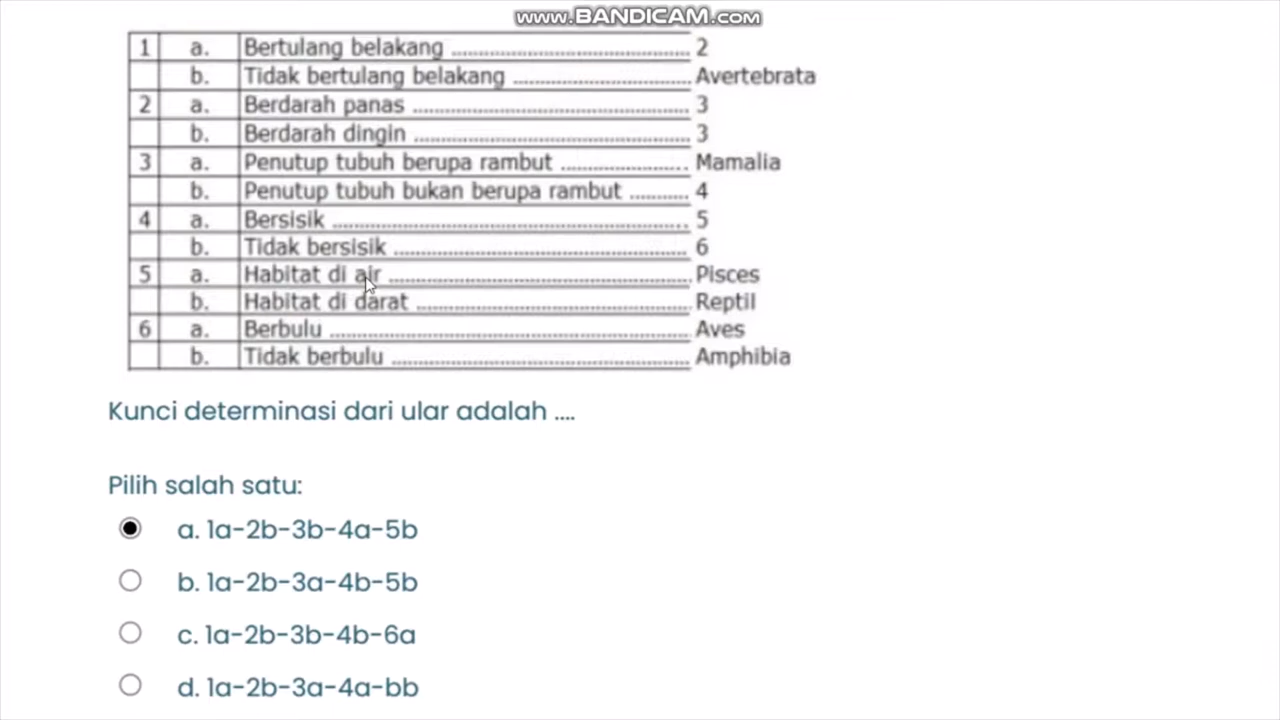 www.BANDICAM.com
1 a. Bertulang belakang ........................................ 2
b. Tidak bertulang belakang .............................. Avertebrata
2 a. Berdarah panas .............................................. 3
b. Berdarah dingin .............................................. 3
3 a. Penutup tubuh berupa rambut ..................... Mamalia
b. Penutup tubuh bukan berupa rambut ........... 4
4 a. Bersisik ............................................................ 5
b. Tidak bersisik ................................................. 6
5 a. Habitat di air ................................................... Pisces
b. Habitat di darat .............................................. Reptil
6 a. Berbulu ............................................................ Aves
b. Tidak berbulu .................................................. Amphibia
Kunci determinasi dari ular adalah ....
Pilih salah satu:
a. 1a-2b-3b-4a-5b
b. 1a-2b-3a-4b-5b
c. 1a-2b-3b-4b-6a
d. 1a-2b-3a-4a-bb